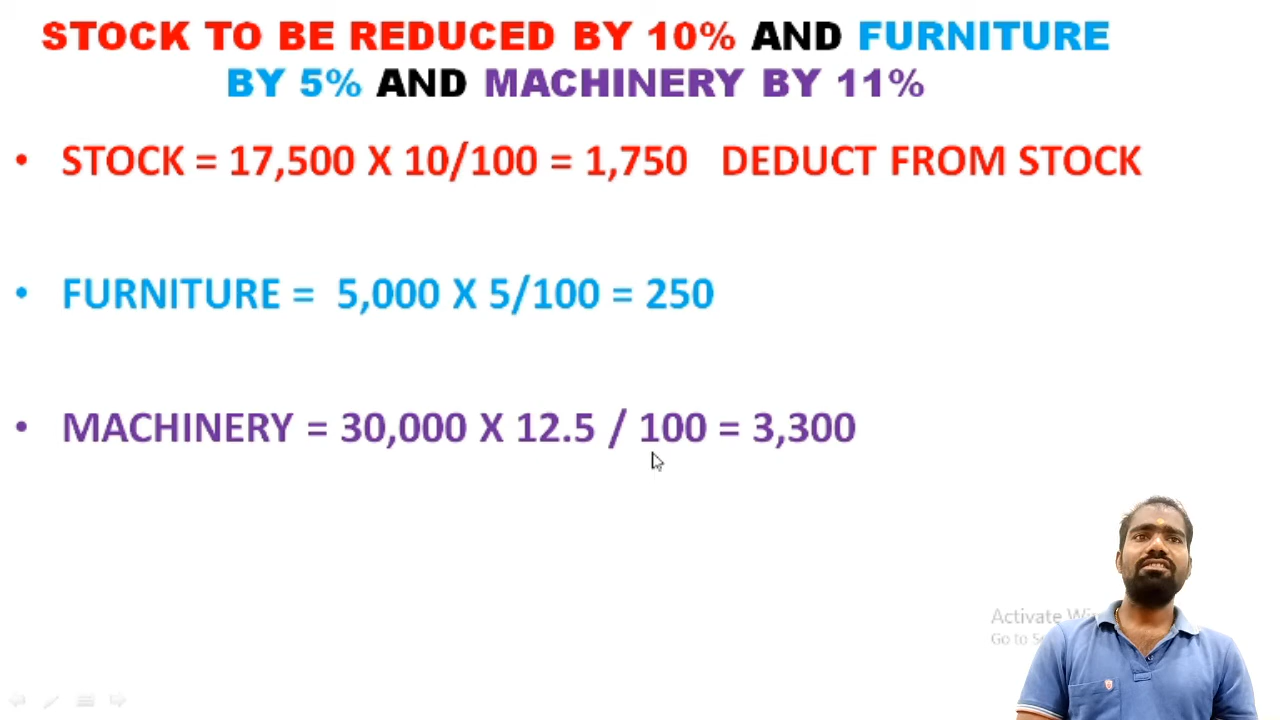 STOCK TO BE REDUCED BY 10% AND FURNITURE
BY 5% AND MACHINERY BY 11%
• STOCK = 17,500 X 10/100 = 1,750 DEDUCT FROM STOCK
• FURNITURE = 5,000 X 5/100 = 250
• MACHINERY = 30,000 X 12.5 / 100 = 3,300
Activate
Go to